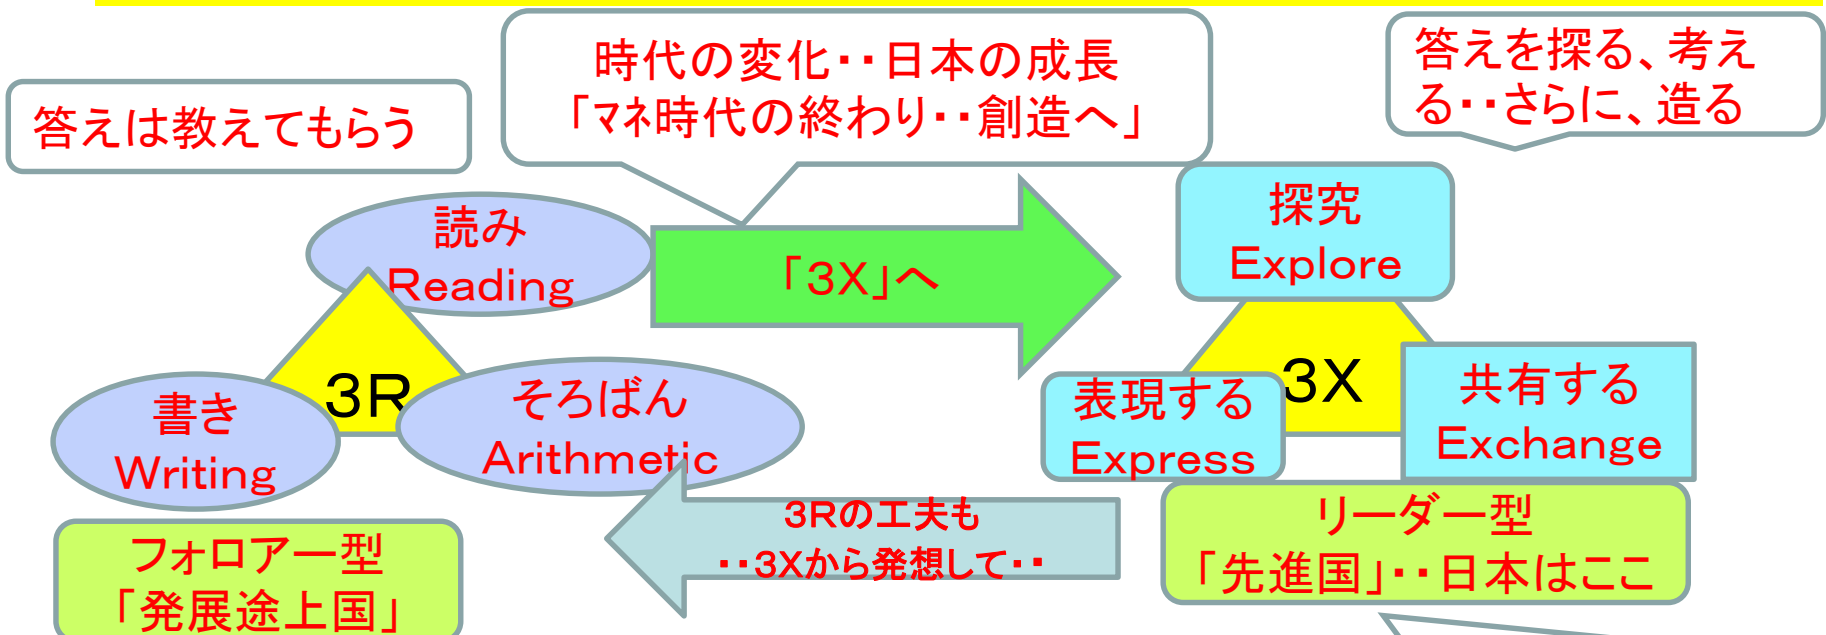 答えは教えてもらう
時代の変化・・日本の成長
「マネ時代の終わり・・創造へ」
答えを探る、考え
る・・さらに、造る
読み
Reading
3R
書き
Writing
そろばん
Arithmetic
フォロアー型
「発展途上国」
「3X」へ
3Rの工夫も
・・3Xから発想して・・
探究
Explore
3X
表現する
Express
共有する
Exchange
リーダー型
「先進国」・・日本はここ